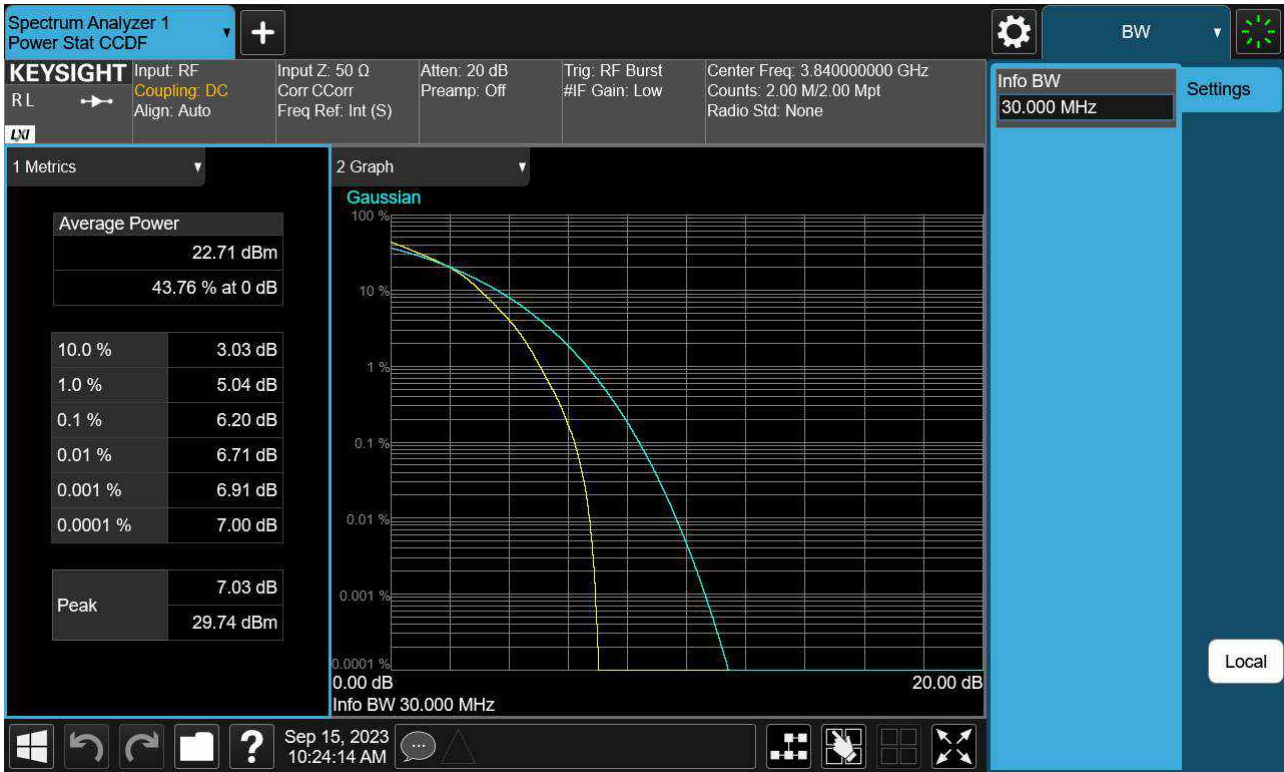 Spectrum Analyzer 1
Power Stat CCDF
+
BW
KEYSIGHT
RL
LXI
Input: RF
Coupling: DC
Align: Auto
Input Z: 50 Ω
Corr CCorr
Freq Ref: Int (S)
Atten: 20 dB
Preamp: Off
Trig: RF Burst
#IF Gain: Low
Center Freq: 3.840000000 GHz
Counts: 2.00 M/2.00 Mpt
Radio Std: None
Info BW
30.000 MHz
Settings
1 Metrics
Average Power
22.71 dBm
43.76 % at 0 dB
10.0 % 3.03 dB
1.0 % 5.04 dB
0.1 % 6.20 dB
0.01 % 6.71 dB
0.001 % 6.91 dB
0.0001 % 7.00 dB
Peak
7.03 dB
29.74 dBm
2 Graph
Gaussian
100 %
10 %
1 %
0.1 %
0.01 %
0.001 %
0.0001 %
0.00 dB 20.00 dB
Info BW 30.000 MHz
Local
?
Sep 15, 2023
10:24:14 AM